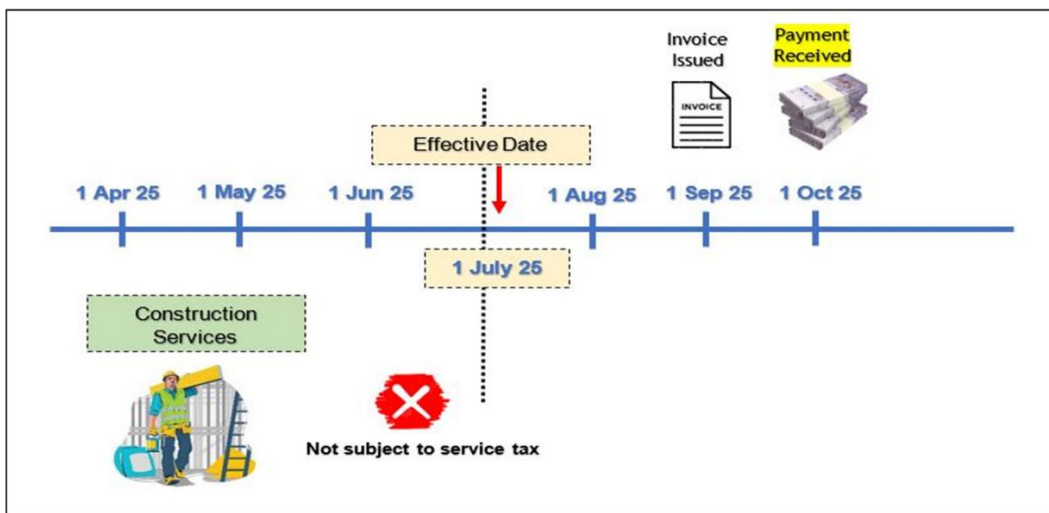 Invoice
Issued
Payment
Received
INVOICE
Effective Date
1 Apr 25
1 May 25
1 Jun 25
1 Aug 25
1 Sep 25
1 Oct 25
1 July 25
Construction
Services
Not subject to service tax